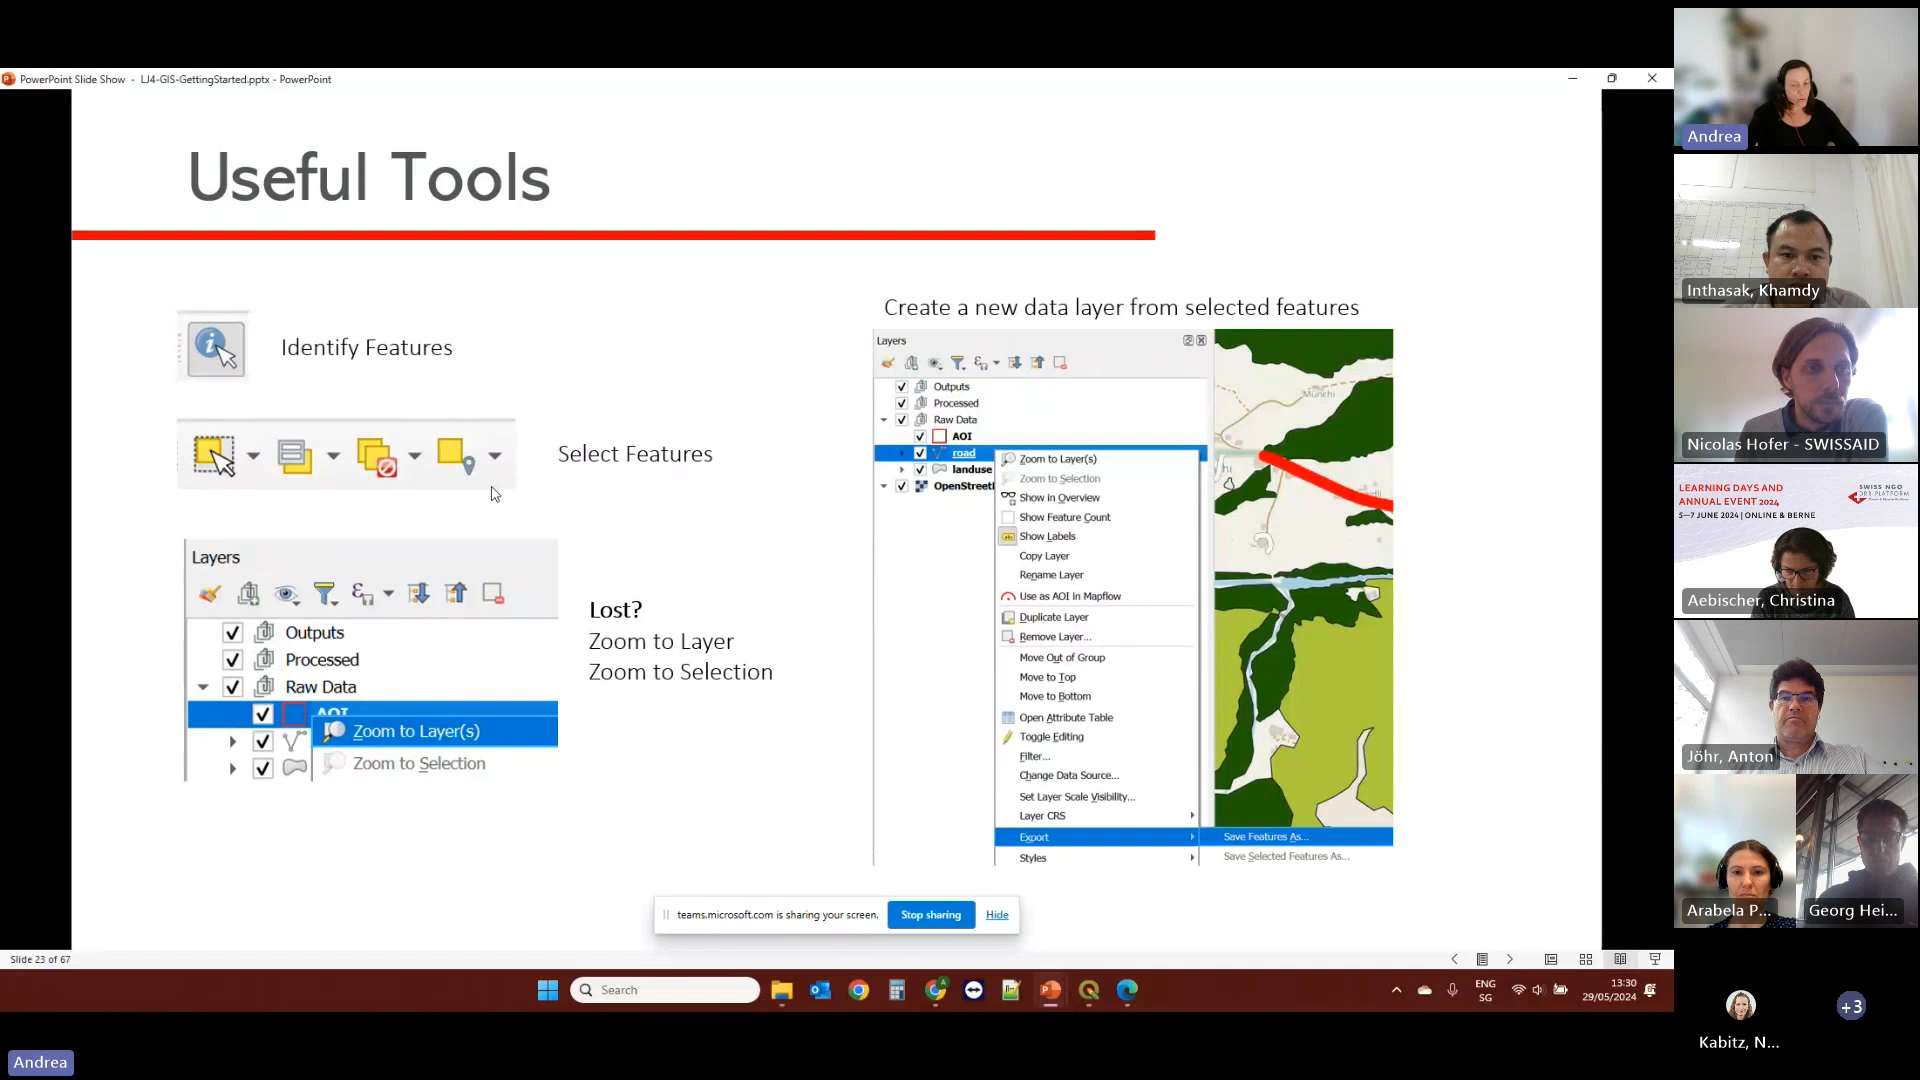 PowerPoint Slide Show - LJ4-GIS-GettingStarted.pptx - PowerPoint
Useful Tools
Identify Features
Select Features
Layers
Outputs
Processed
Raw Data
AOI
Zoom to Layer(s)
Zoom to Selection
Lost?
Zoom to Layer
Zoom to Selection
Create a new data layer from selected features
Layers
Outputs
Processed
Raw Data
AOI
road
landuse
OpenStreetM
Zoom to Layer(s)
Zoom to Selection
Show in Overview
Show Feature Count
Show Labels
Copy Layer
Rename Layer
Use as AOI in Mapflow
Duplicate Layer
Remove Layer...
Move Out of Group
Move to Top
Move to Bottom
Open Attribute Table
Toggle Editing
Filter...
Change Data Source...
Set Layer Scale Visibility...
Layer CRS
Export
Styles
Save Features As...
Save Selected Features As...
Münchi
teams.microsoft.com is sharing your screen.
Stop sharing
Hide
Slide 23 of 67
Search
ENG
SG
13:30
29/05/2024
Andrea
Andrea
Inthasak, Khamdy
Nicolas Hofer - SWISSAID
LEARNING DAYS AND
ANNUAL EVENT 2024
5—7 JUNE 2024 | ONLINE & BERNE
SWISS NGO
DRR PLATFORM
Aebischer, Christina
Jöhr, Anton
Arabela P...
Georg Hei...
Kabitz, N...
+3